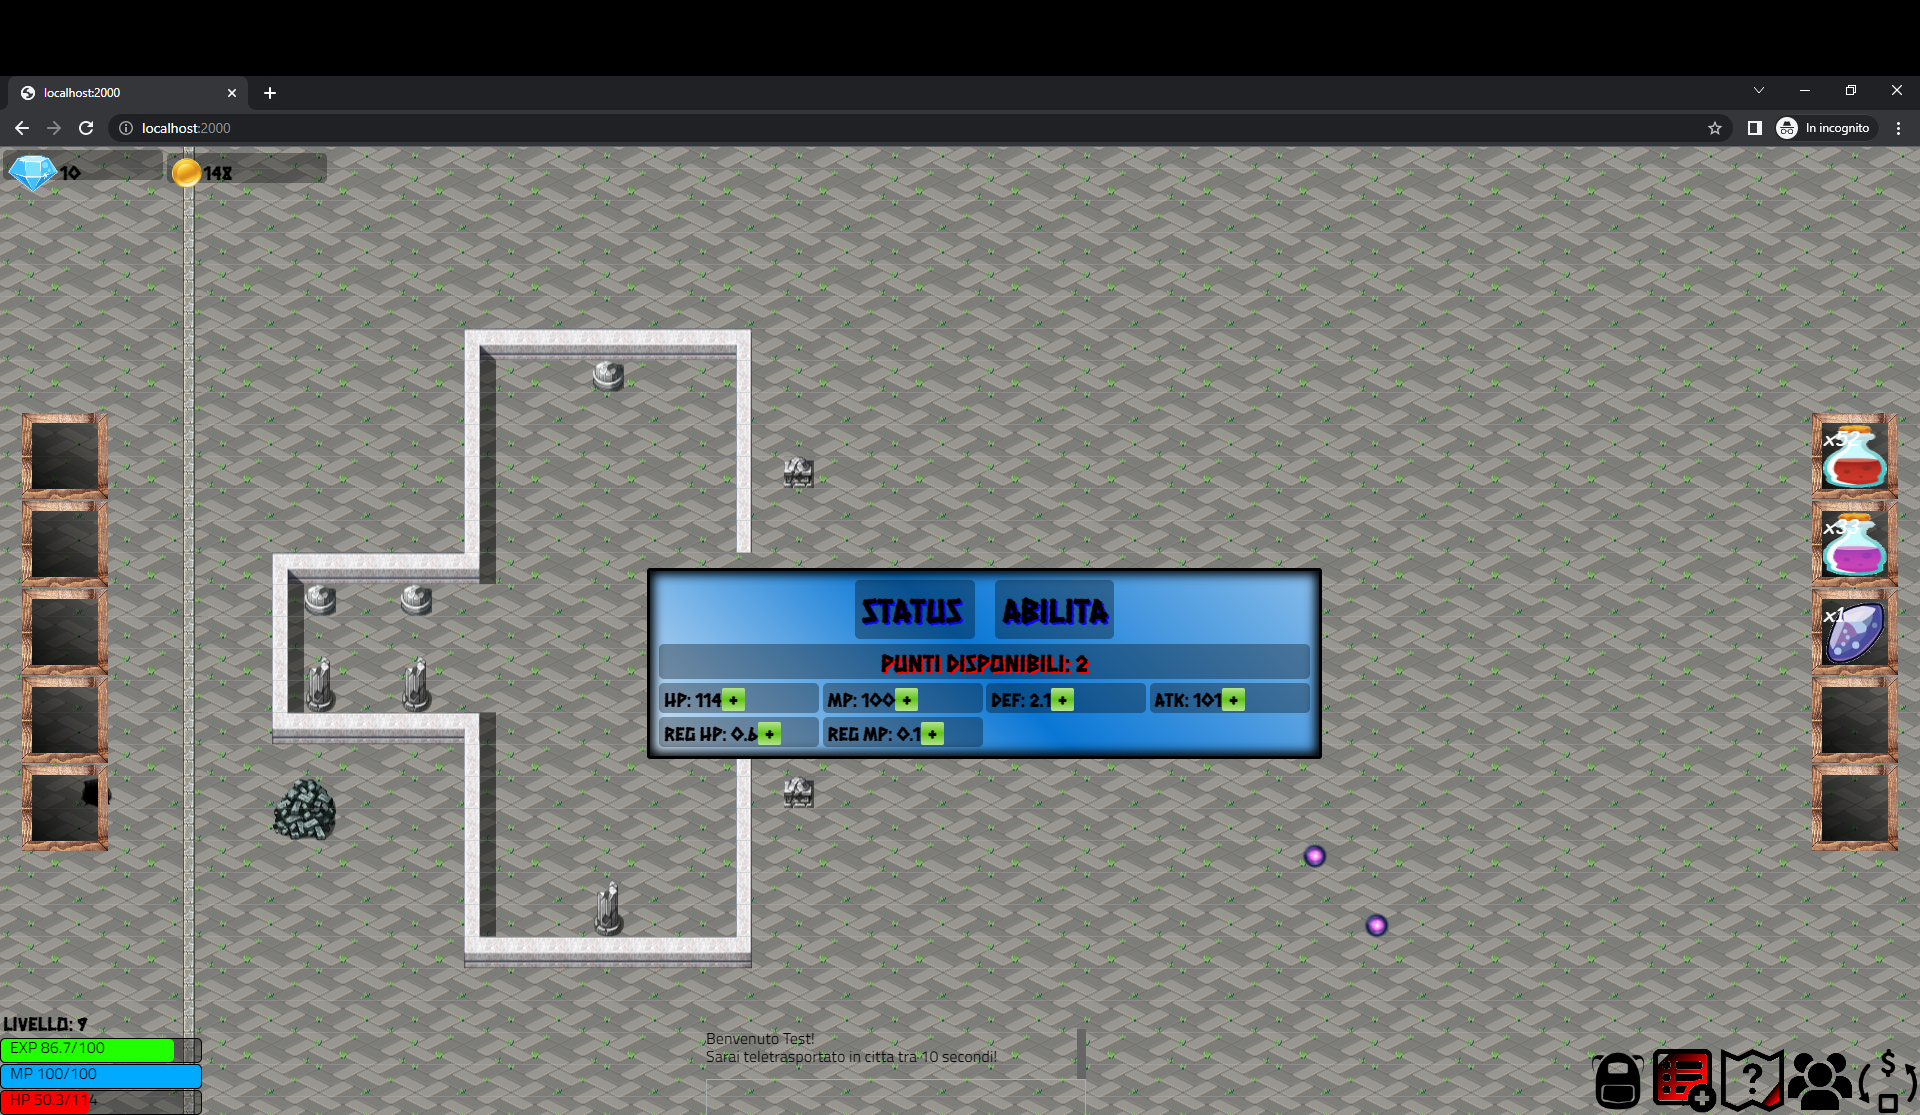 localhost:2000
localhost:2000
In incognito
10
148
x52
x33
x1
STATUS ABILITA
PUNTI DISPONIBILI: 2
HP: 114 +
MP: 100 +
DEF: 2.1 +
ATK: 101 +
REG HP: 0.6 +
REG MP: 0.1 +
LIVELLO: 9
EXP 86.7/100
MP 100/100
HP 50.3/114
Benvenuto Test!
Sarai teletrasportato in citta tra 10 secondi!
?
$